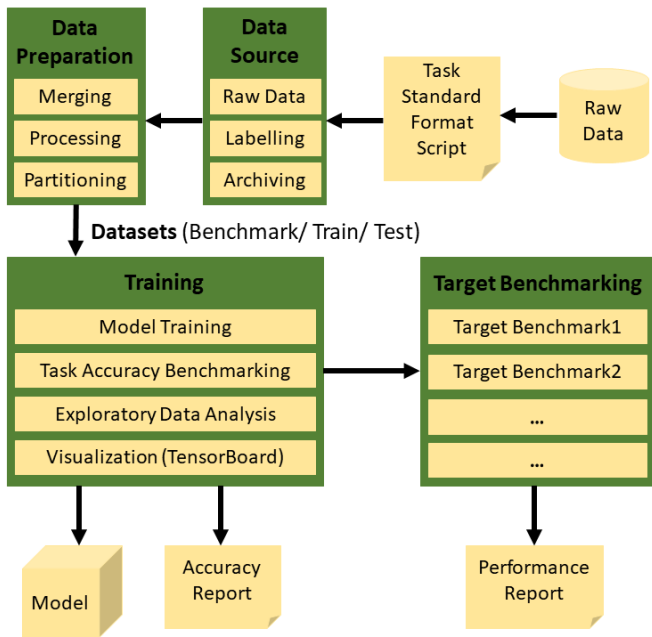 Data
Preparation
Merging
Processing
Partitioning
Data
Source
Raw Data
Labelling
Archiving
Task
Standard
Format
Script
Raw
Data
Datasets (Benchmark/ Train/ Test)
Training
Model Training
Task Accuracy Benchmarking
Exploratory Data Analysis
Visualization (TensorBoard)
Target Benchmarking
Target Benchmark1
Target Benchmark2
...
...
Model
Accuracy
Report
Performance
Report